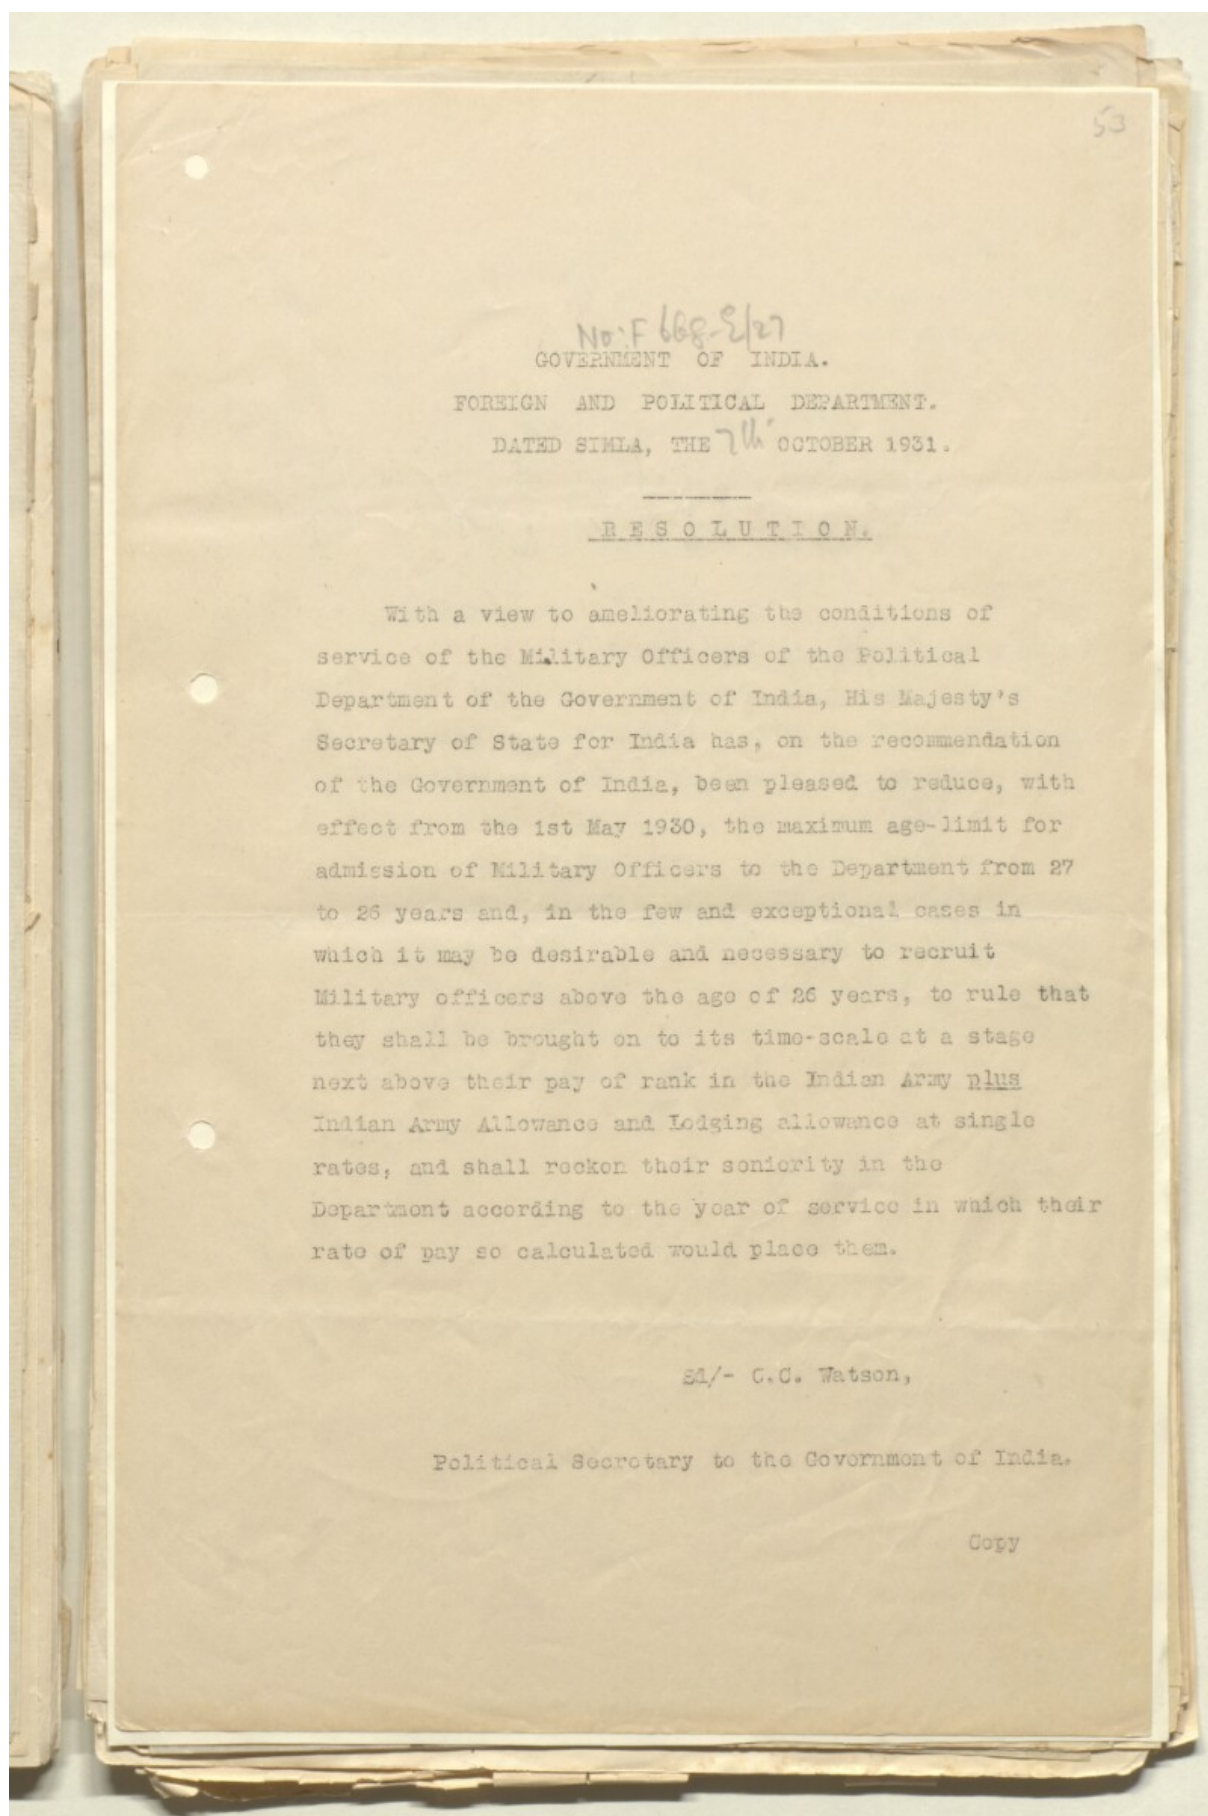 53
No: F 668-E/27
GOVERNMENT OF INDIA.
FOREIGN AND POLITICAL DEPARTMENT.
DATED SIMLA, THE 7th OCTOBER 1931.
RESOLUTION.
With a view to ameliorating the conditions of
service of the Military Officers of the Political
Department of the Government of India, His Majesty's
Secretary of State for India has, on the recommendation
of the Government of India, been pleased to reduce, with
effect from the 1st May 1930, the maximum age-limit for
admission of Military Officers to the Department from 27
to 26 years and, in the few and exceptional cases in
which it may be desirable and necessary to recruit
Military officers above the age of 26 years, to rule that
they shall be brought on to its time-scale at a stage
next above their pay of rank in the Indian Army plus
Indian Army Allowance and Lodging allowance at single
rates, and shall reckon their seniority in the
Department according to the year of service in which their
rate of pay so calculated would place them.
Sd/- C.C. Watson,
Political Secretary to the Government of India.
Copy